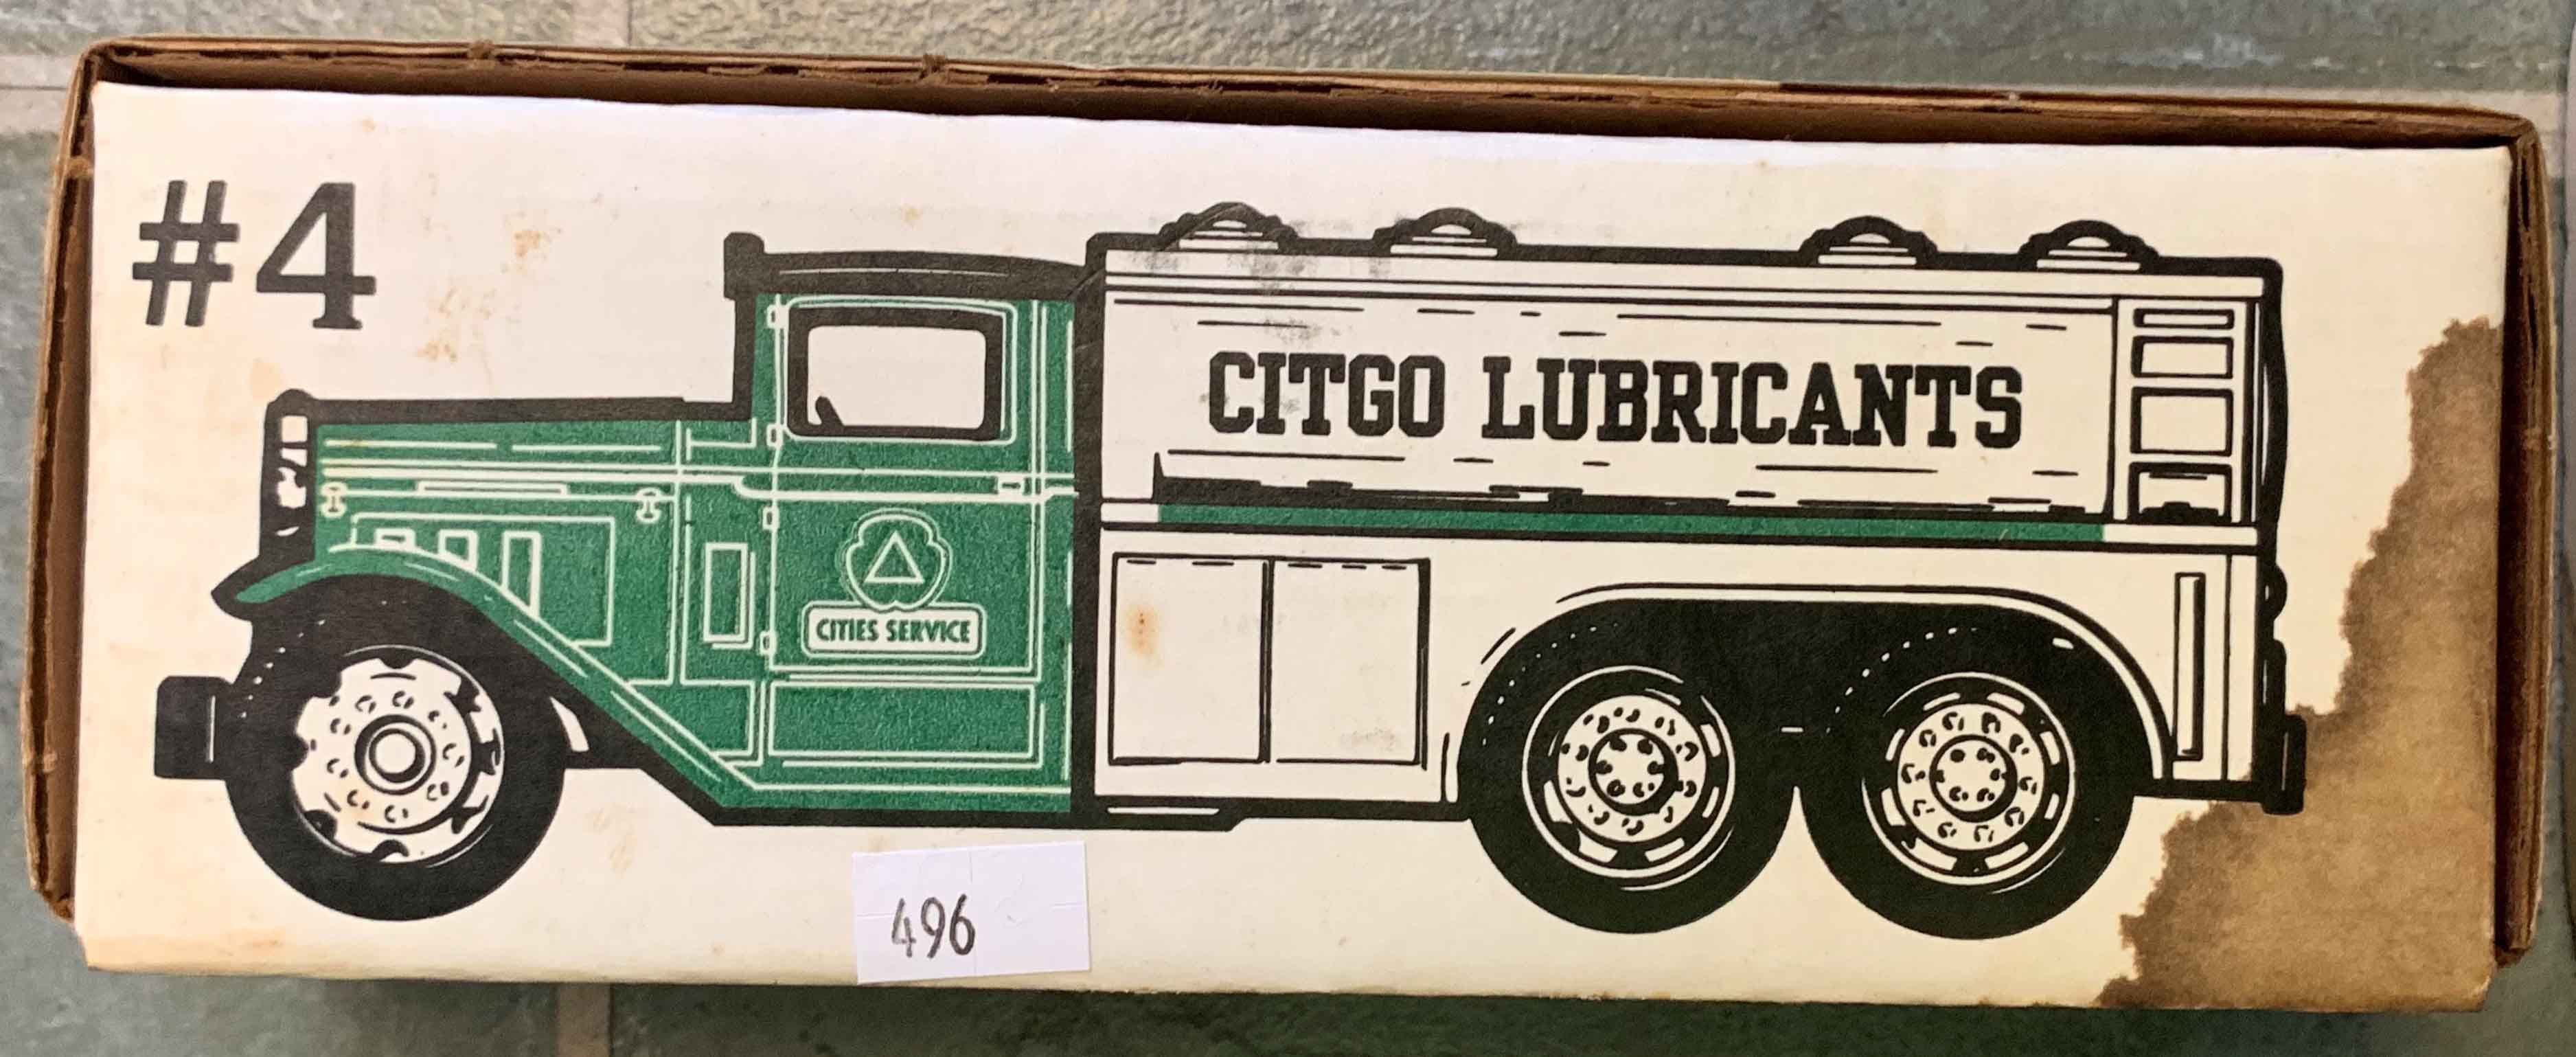 #4
CITGO LUBRICANTS
CITIES SERVICE
496